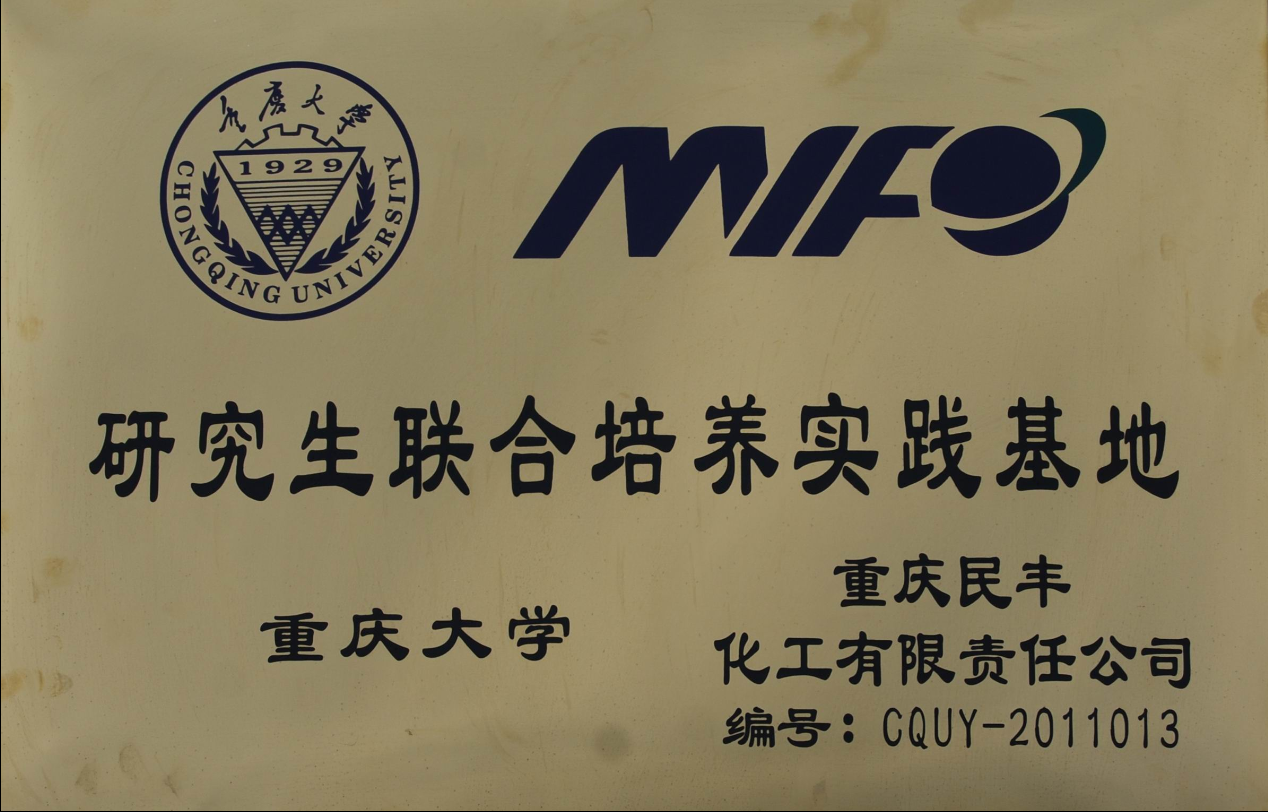 重庆大学
1929
CHONGQING UNIVERSITY
MIFO
研究生联合培养实践基地
重庆大学
重庆民丰
化工有限责任公司
编号：CQUY-2011013